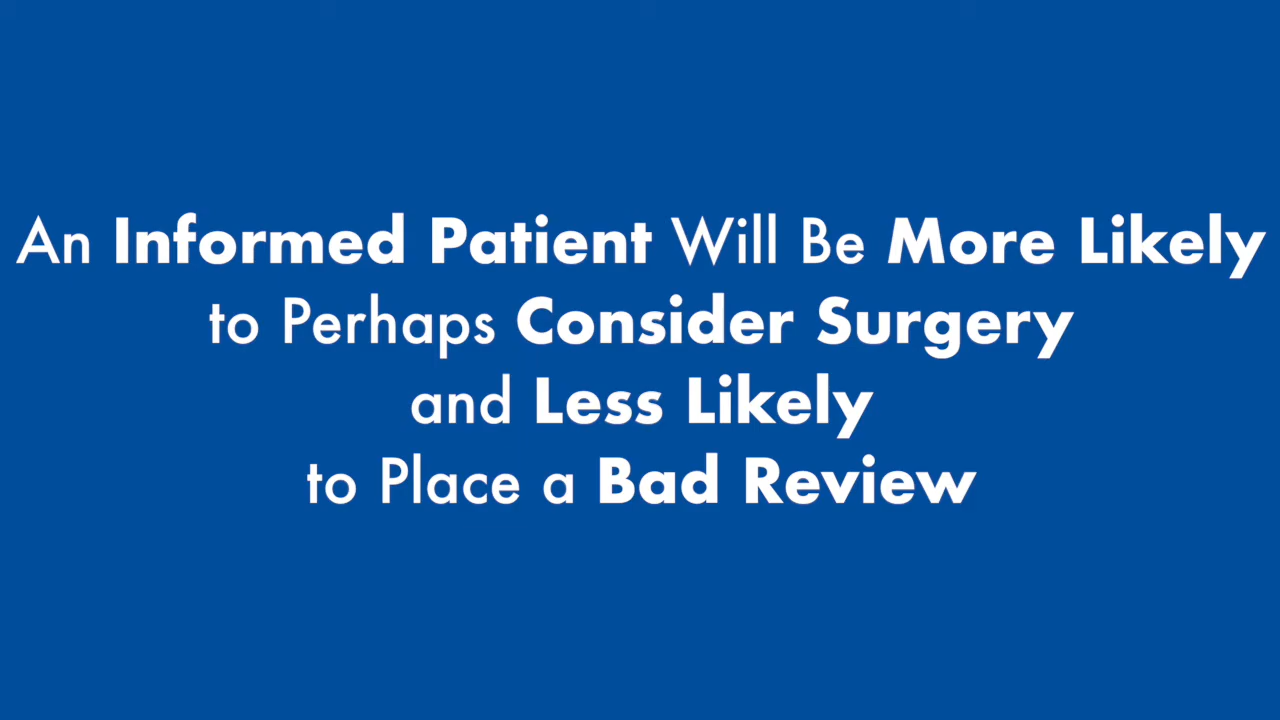 An Informed Patient Will Be More Likely
to Perhaps Consider Surgery
and Less Likely
to Place a Bad Review